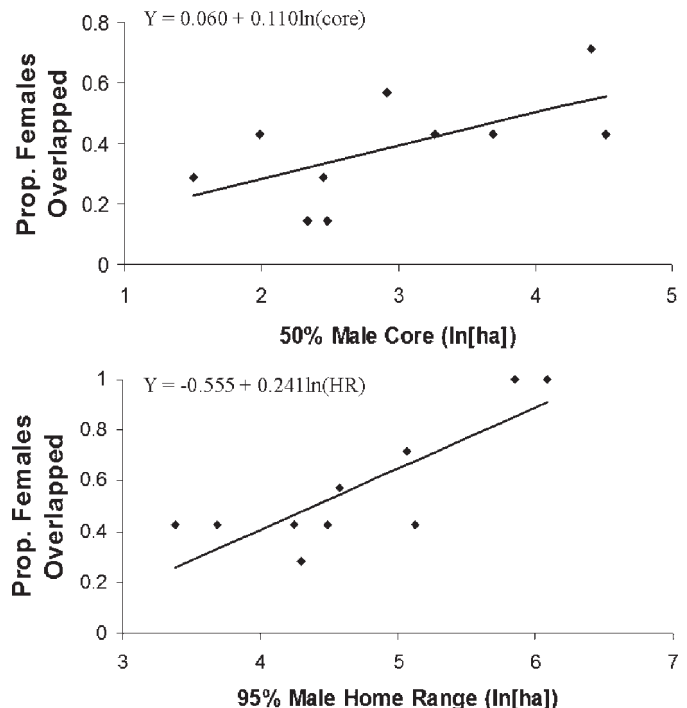 Y = 0.060 + 0.110ln(core)
0.8
0.6
0.4
0.2
0
Prop. Females
Overlapped
1 2 3 4 5
50% Male Core (ln[ha])
Y = -0.555 + 0.241ln(HR)
1
0.8
0.6
0.4
0.2
0
Prop. Females
Overlapped
3 4 5 6 7
95% Male Home Range (ln[ha])